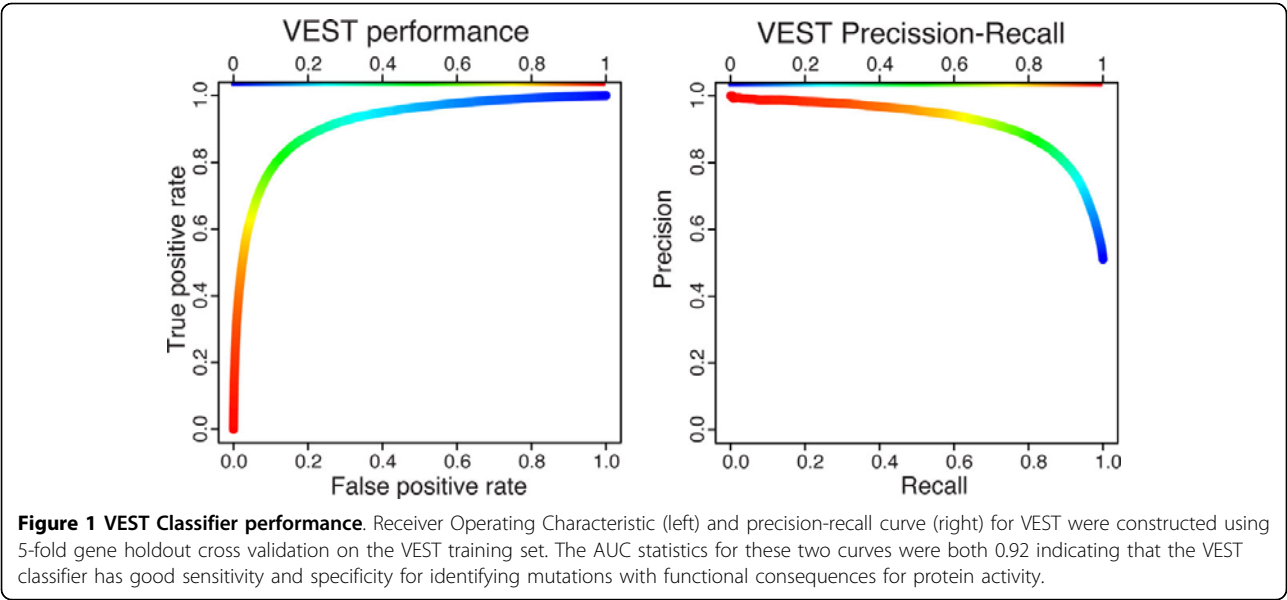 VEST performance
0 0.2 0.4 0.6 0.8 1
True positive rate
1.0
0.8
0.6
0.4
0.2
0.0
0.0 0.2 0.4 0.6 0.8 1.0
False positive rate
VEST Precission-Recall
0 0.2 0.4 0.6 0.8 1
Precision
1.0
0.8
0.6
0.4
0.2
0.0
0.0 0.2 0.4 0.6 0.8 1.0
Recall
Figure 1 VEST Classifier performance. Receiver Operating Characteristic (left) and precision-recall curve (right) for VEST were constructed using
5-fold gene holdout cross validation on the VEST training set. The AUC statistics for these two curves were both 0.92 indicating that the VEST
classifier has good sensitivity and specificity for identifying mutations with functional consequences for protein activity.